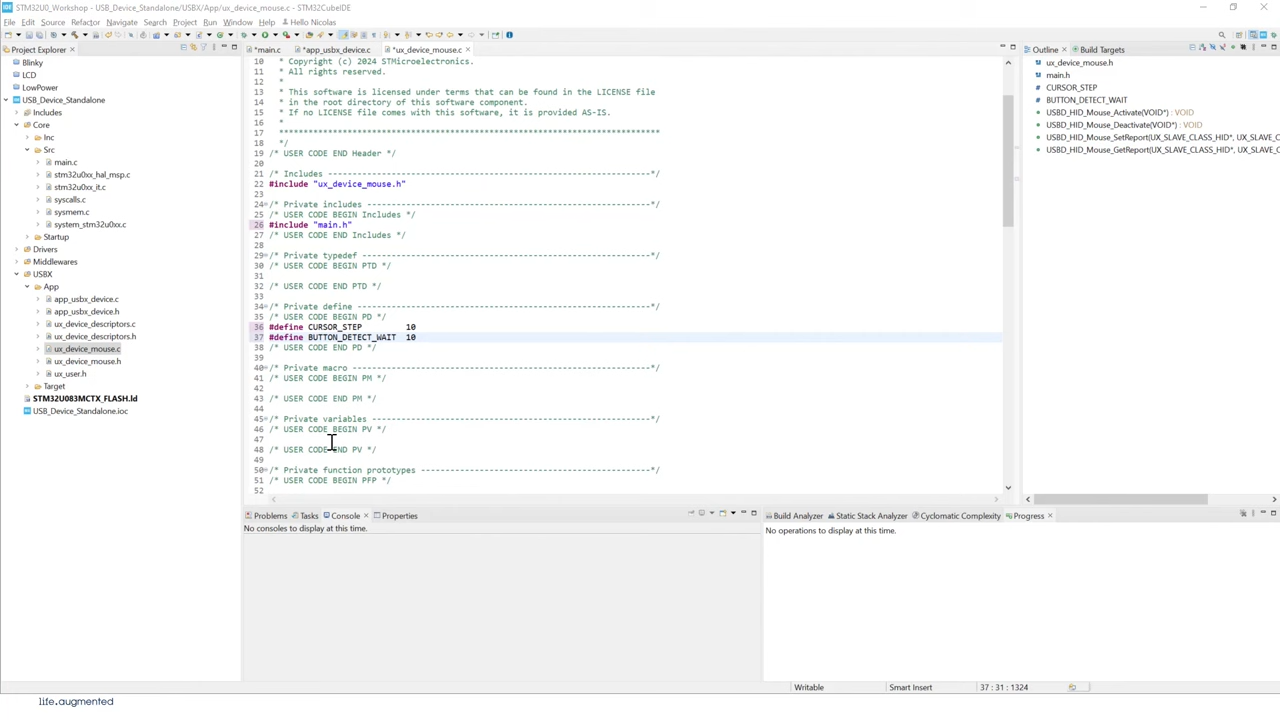 STM32U0_Workshop - USB_Device_Standalone/USBX/App/ux_device_mouse.c - STM32CubeIDE
File Edit Source Refactor Navigate Search Project Run Window Help Hello Nicolas
Project Explorer
*main.c *app_usbx_device.c *ux_device_mouse.c
Blinky
LCD
LowPower
USB_Device_Standalone
Includes
Core
Inc
Src
main.c
stm32u0xx_hal_msp.c
stm32u0xx_it.c
syscalls.c
sysmem.c
system_stm32u0xx.c
Startup
Drivers
Middlewares
USBX
App
app_usbx_device.c
app_usbx_device.h
ux_device_descriptors.c
ux_device_descriptors.h
ux_device_mouse.c
ux_device_mouse.h
ux_user.h
Target
STM32U083MCTX_FLASH.ld
USB_Device_Standalone.ioc
10 * Copyright (c) 2024 STMicroelectronics.
11 * All rights reserved.
12 *
13 * This software is licensed under terms that can be found in the LICENSE file
14 * in the root directory of this software component.
15 * If no LICENSE file comes with this software, it is provided AS-IS.
16 *
17 ******************************************************************************
18 */
19 /* USER CODE END Header */
20
21 /* Includes ------------------------------------------------------------------*/
22 #include "ux_device_mouse.h"
23
24 /* Private includes ----------------------------------------------------------*/
25 /* USER CODE BEGIN Includes */
26 #include "main.h"
27 /* USER CODE END Includes */
28
29 /* Private typedef -----------------------------------------------------------*/
30 /* USER CODE BEGIN PTD */
31
32 /* USER CODE END PTD */
33
34 /* Private define ------------------------------------------------------------*/
35 /* USER CODE BEGIN PD */
36 #define CURSOR_STEP 10
37 #define BUTTON_DETECT_WAIT 10
38 /* USER CODE END PD */
39
40 /* Private macro -------------------------------------------------------------*/
41 /* USER CODE BEGIN PM */
42
43 /* USER CODE END PM */
44
45 /* Private variables ---------------------------------------------------------*/
46 /* USER CODE BEGIN PV */
47
48 /* USER CODE END PV */
49
50 /* Private function prototypes -----------------------------------------------*/
51 /* USER CODE BEGIN PFP */
52
Outline Build Targets
ux_device_mouse.h
main.h
CURSOR_STEP
BUTTON_DETECT_WAIT
USBD_HID_Mouse_Activate(VOID*) : VOID
USBD_HID_Mouse_Deactivate(VOID*) : VOID
USBD_HID_Mouse_SetReport(UX_SLAVE_CLASS_HID*, UX_S
USBD_HID_Mouse_GetReport(UX_SLAVE_CLASS_HID*, UX_S
Problems Tasks Console Properties
No consoles to display at this time.
Build Analyzer Static Stack Analyzer Cyclomatic Complexity Progress
No operations to display at this time.
Writable Smart Insert 37 : 31 : 1324
life.augmented